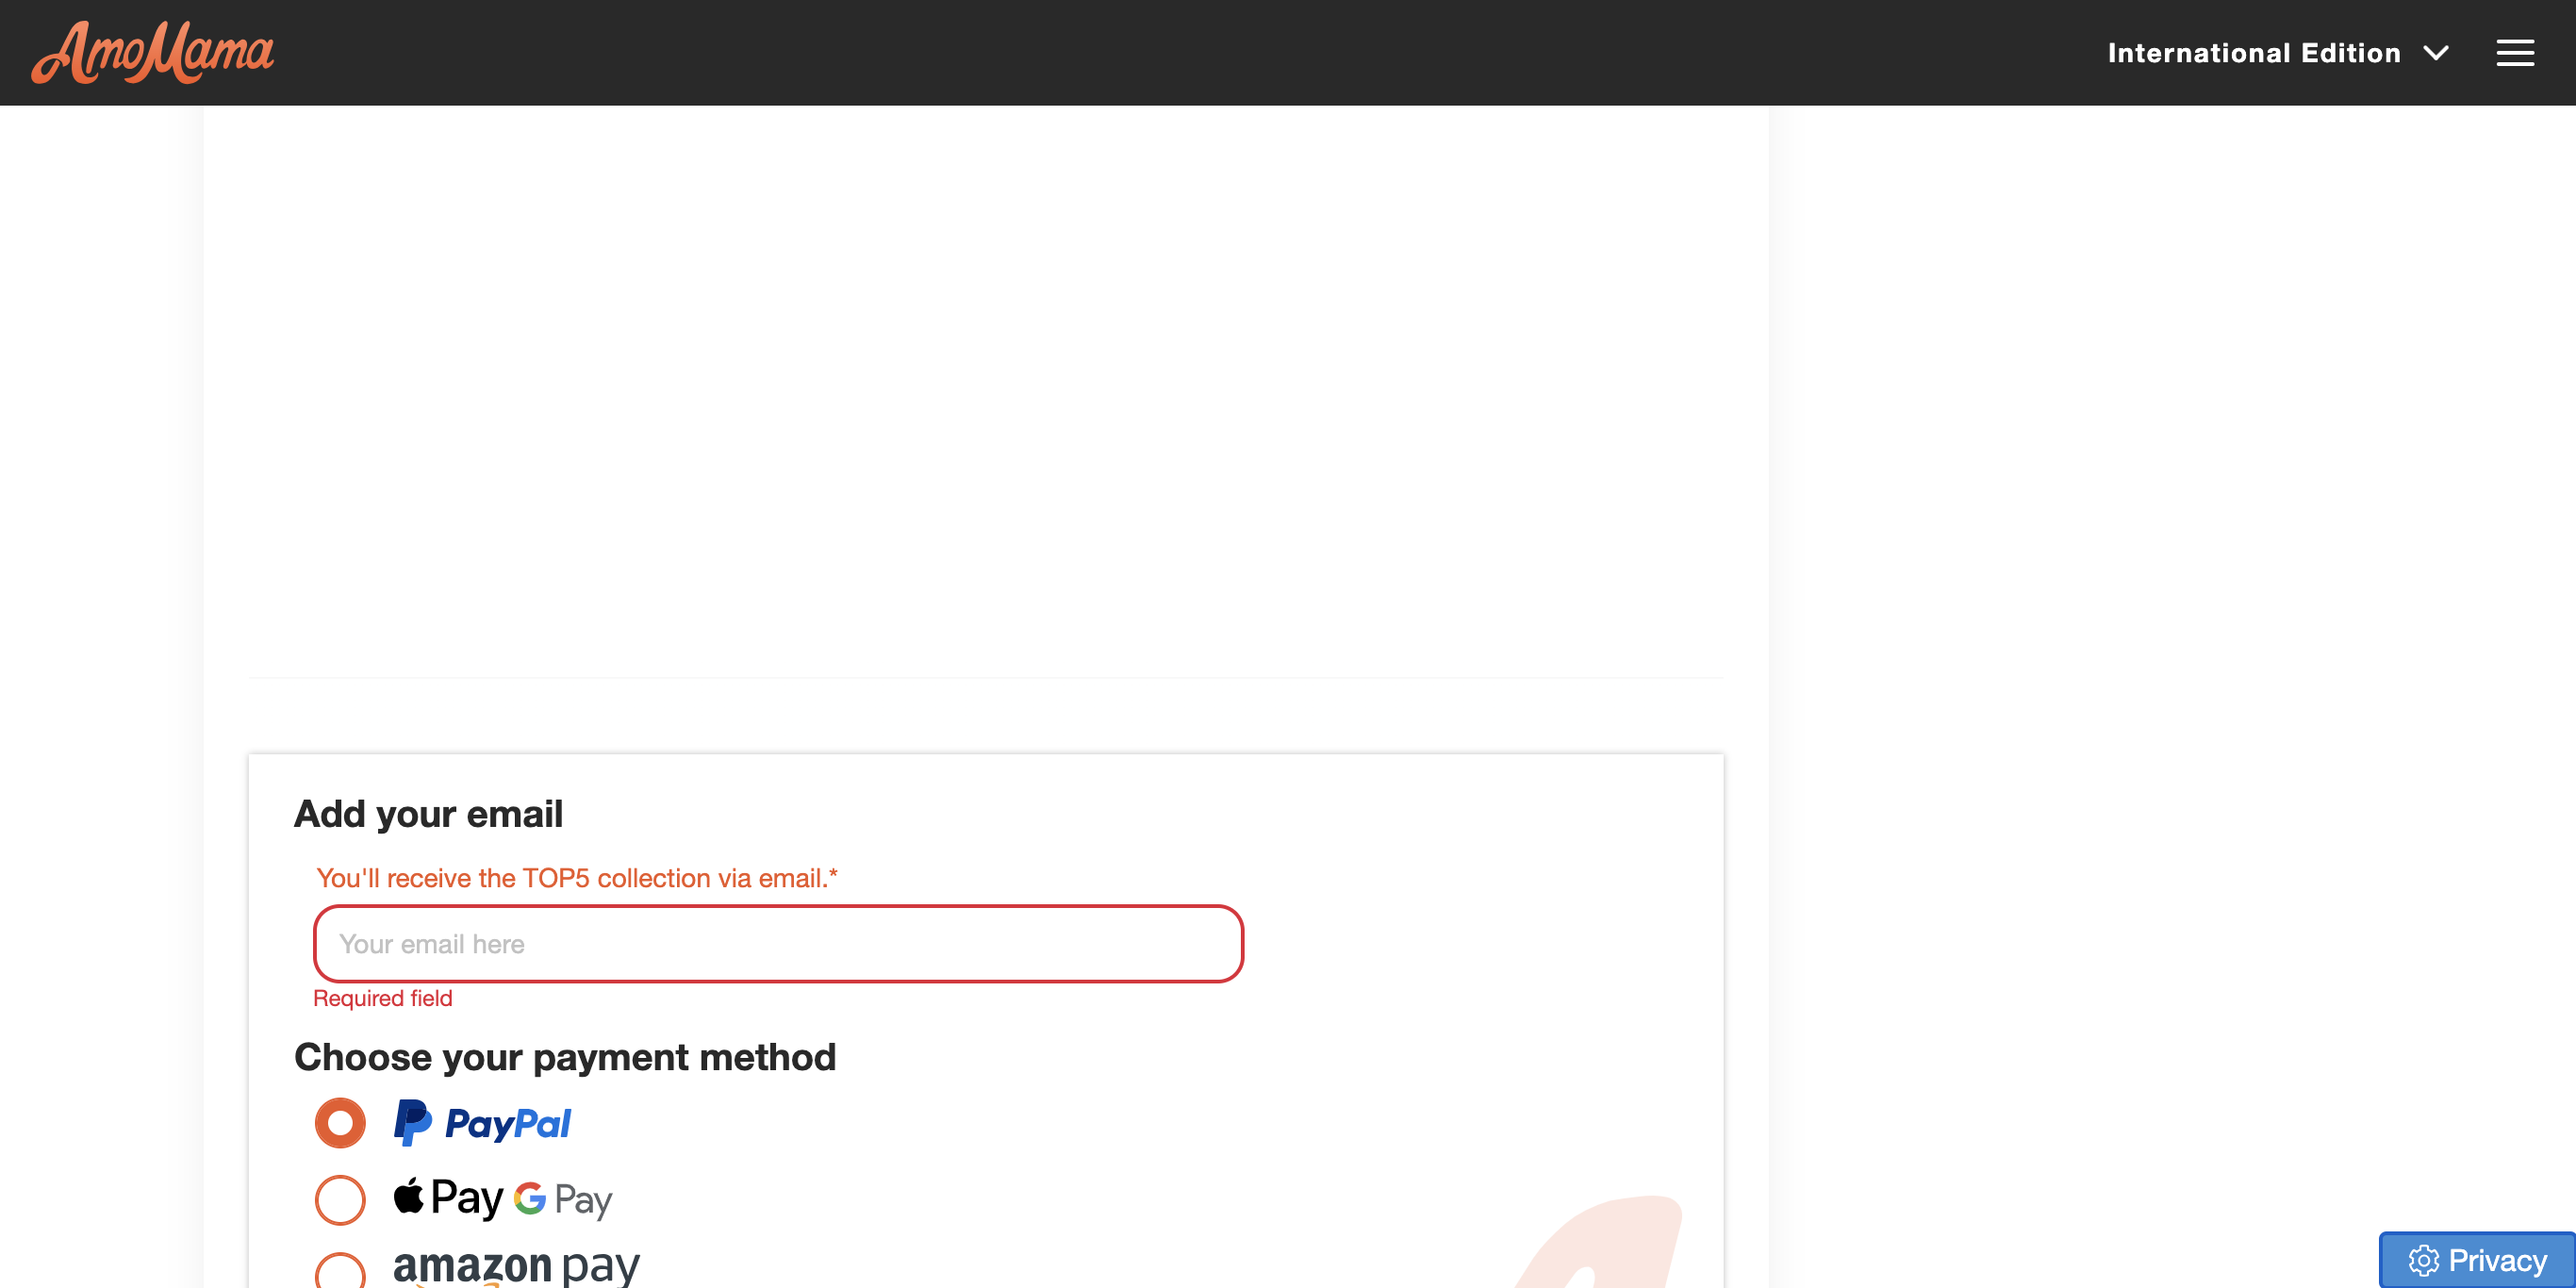 AmoMama
International Edition
Add your email
You'll receive the TOP5 collection via email.*
Your email here
Required field
Choose your payment method
PayPal
Pay G Pay
amazon pay
Privacy